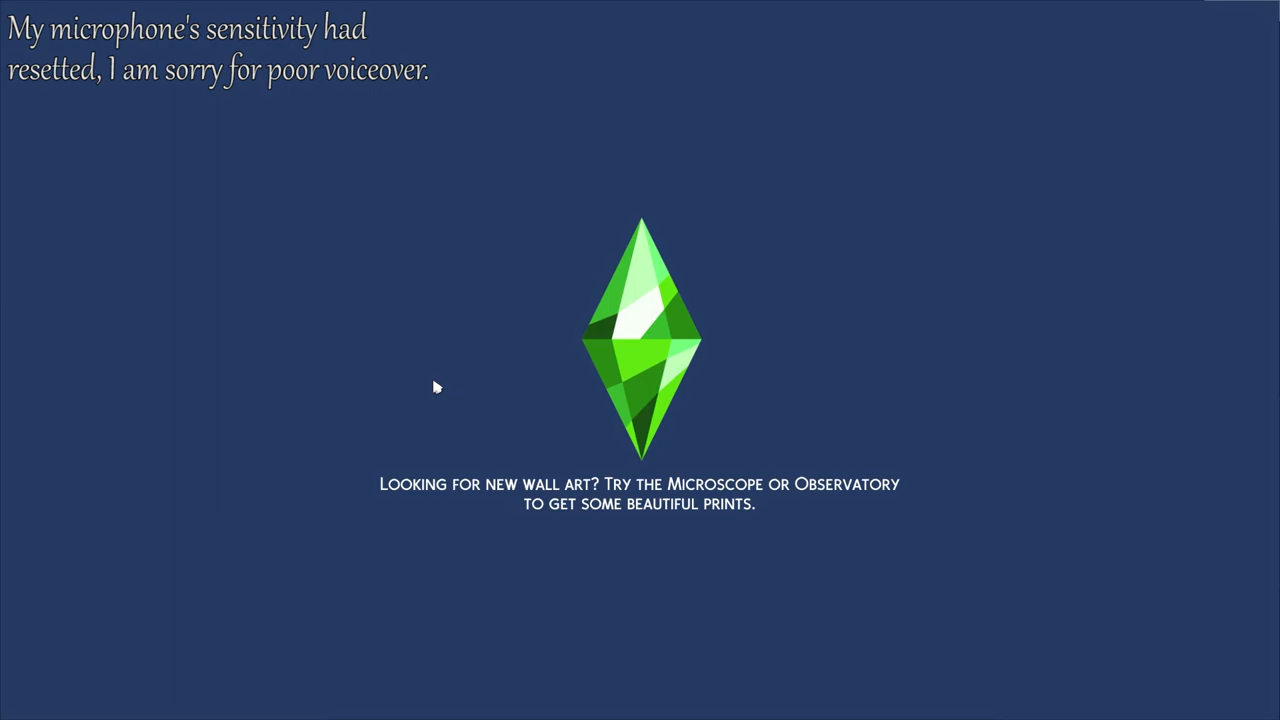 My microphone's sensitivity had
resetted, I am sorry for poor voiceover.
Looking for new wall art? Try the Microscope or Observatory
to get some beautiful prints.